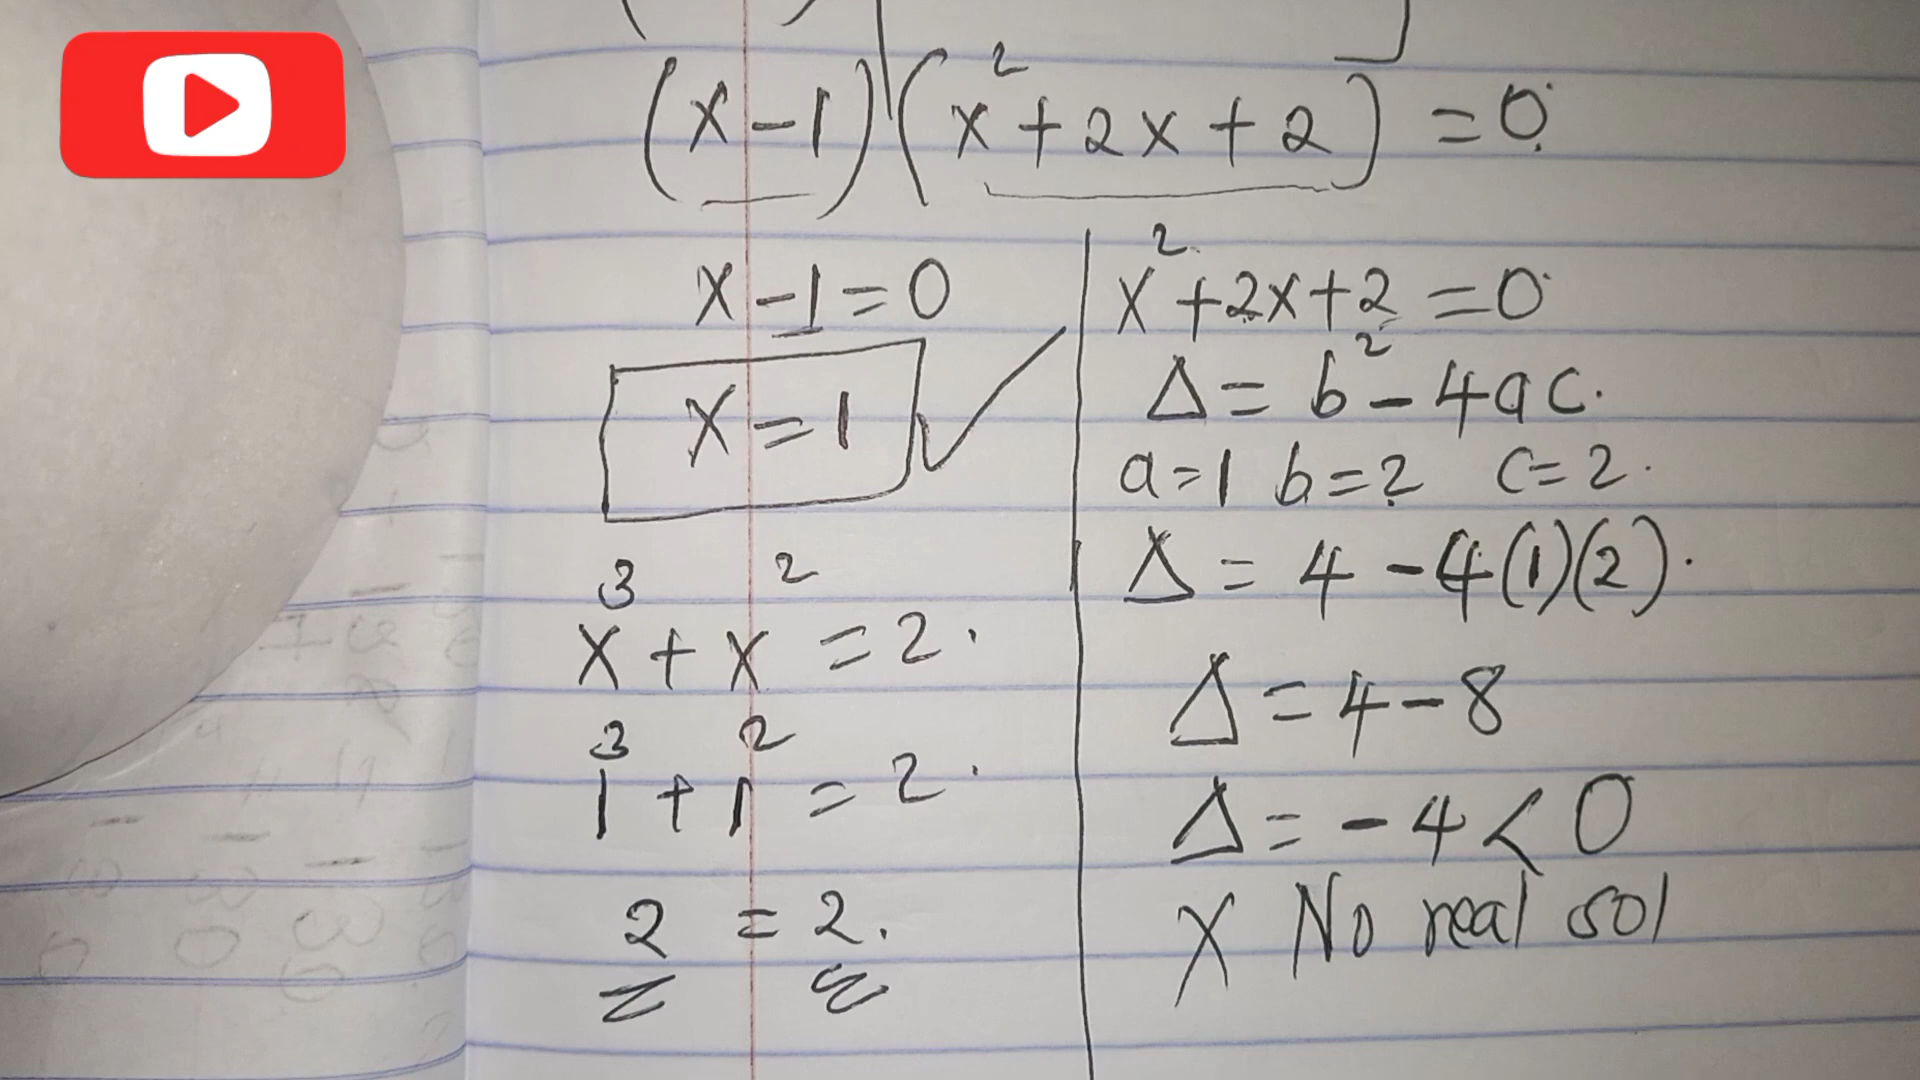 (x-1)(x²+2x+2)=0
x-1=0
x=1
x³+x²=2.
1³+1²=2.
2=2.
x²+2x+2=0
Δ=b²-4ac.
a=1 b=2 c=2.
Δ=4-4(1)(2).
Δ=4-8
Δ=-4<0
X No real sol